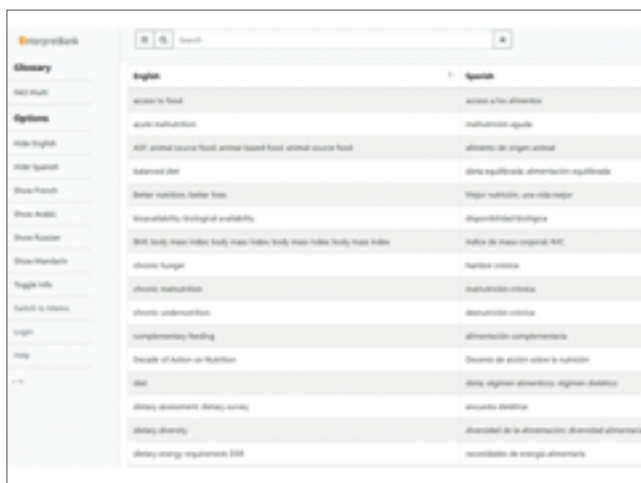 InterpretBank
Search
Glossary
FAO Multi
Options
Hide English
Hide Spanish
Show French
Show Arabic
Show Russian
Show Mandarin
Toggle Info
Switch to Memo
Login
Help
English Spanish
access to food acceso a los alimentos
acute malnutrition malnutrición aguda
ASF; animal source food; animal-based food; animal-source food alimento de origen animal
balanced diet dieta equilibrada; alimentación equilibrada
Better nutrition, better lives Mejor nutrición, una vida mejor
bioavailability; biological availability disponibilidad biológica
BMI; body mass index; body mass index; body mass index; body mass index índice de masa corporal; IMC
chronic hunger hambre crónica
chronic malnutrition malnutrición crónica
chronic undernutrition desnutrición crónica
complementary feeding alimentación complementaria
Decade of Action on Nutrition Decenio de acción sobre la nutrición
diet dieta; régimen alimenticio; régimen dietético
dietary assessment; dietary survey encuesta dietética
dietary diversity diversidad de la alimentación; diversidad alimentaria
dietary energy requirement; DER necesidades de energía alimentaria